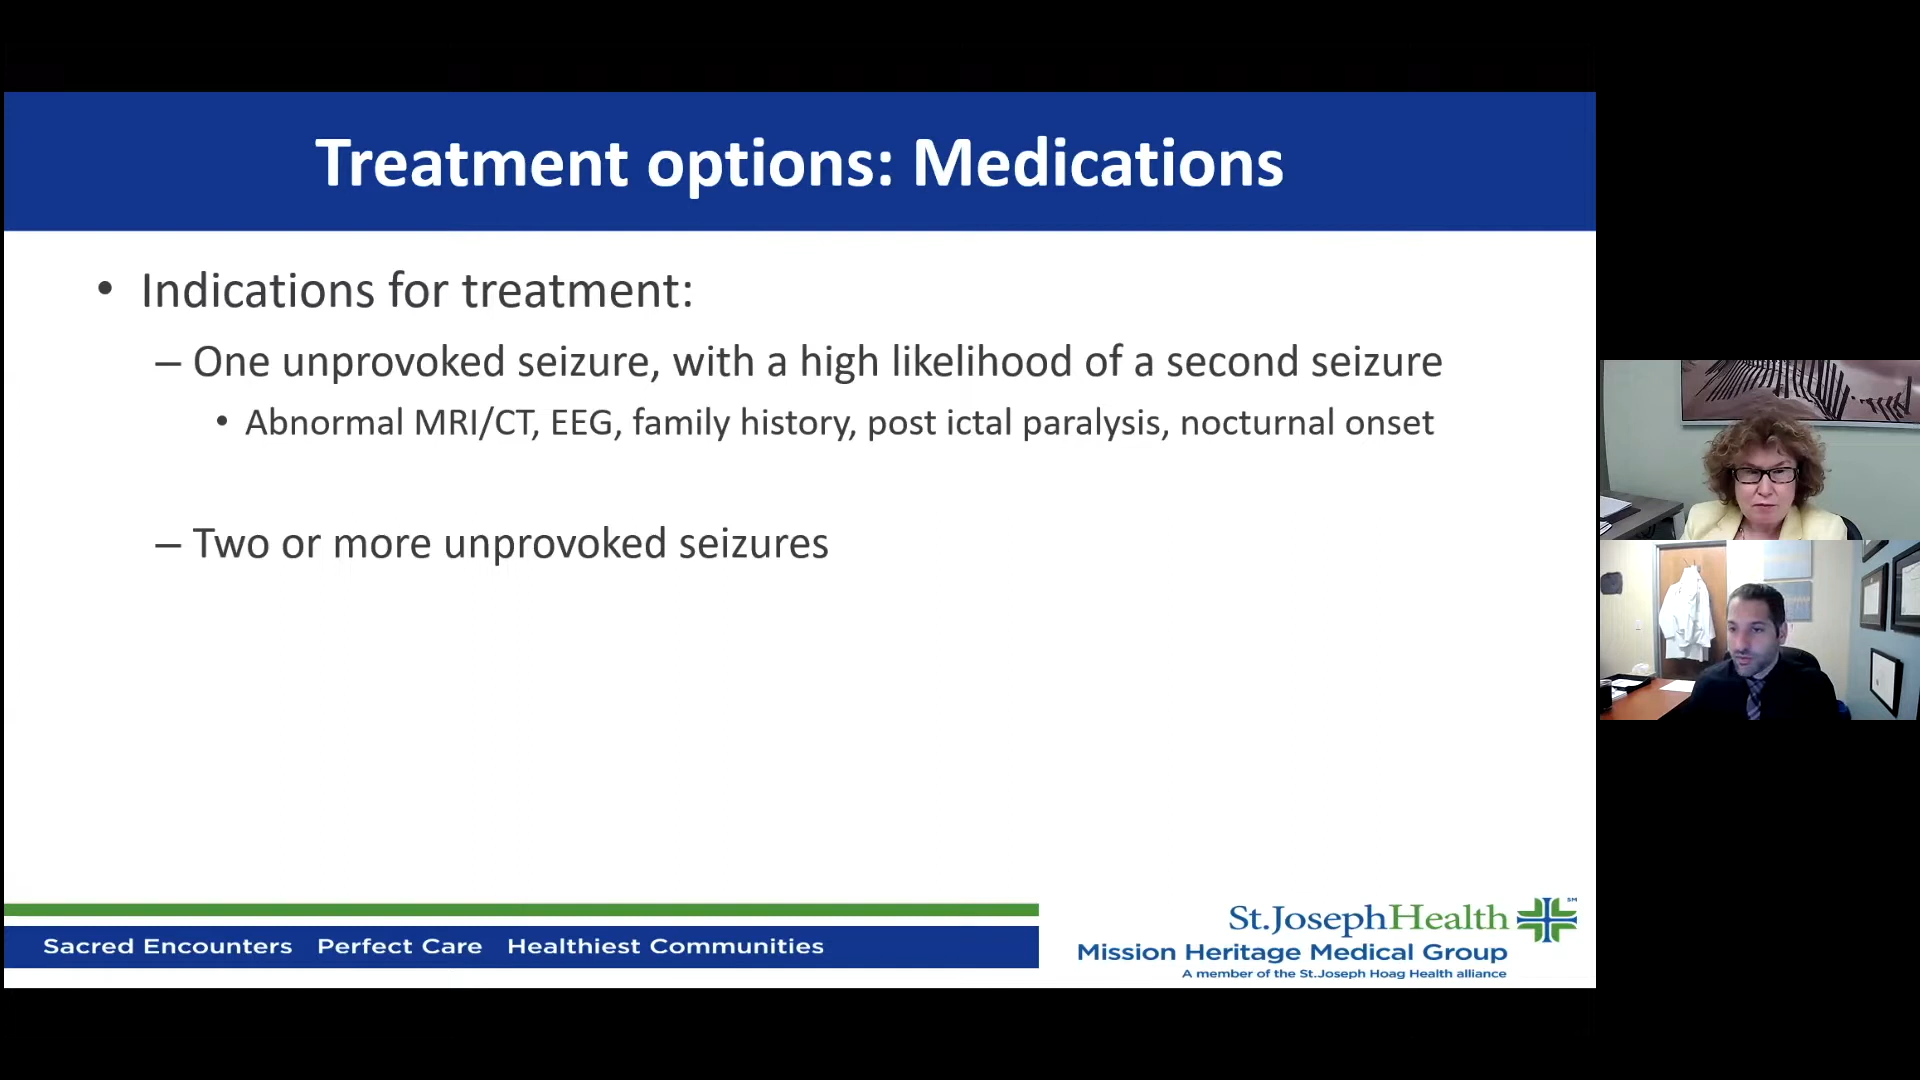 Treatment options: Medications
• Indications for treatment:
– One unprovoked seizure, with a high likelihood of a second seizure
• Abnormal MRI/CT, EEG, family history, post ictal paralysis, nocturnal onset
– Two or more unprovoked seizures
Sacred Encounters Perfect Care Healthiest Communities
St.JosephHealth SM
Mission Heritage Medical Group
A member of the St.Joseph Hoag Health alliance